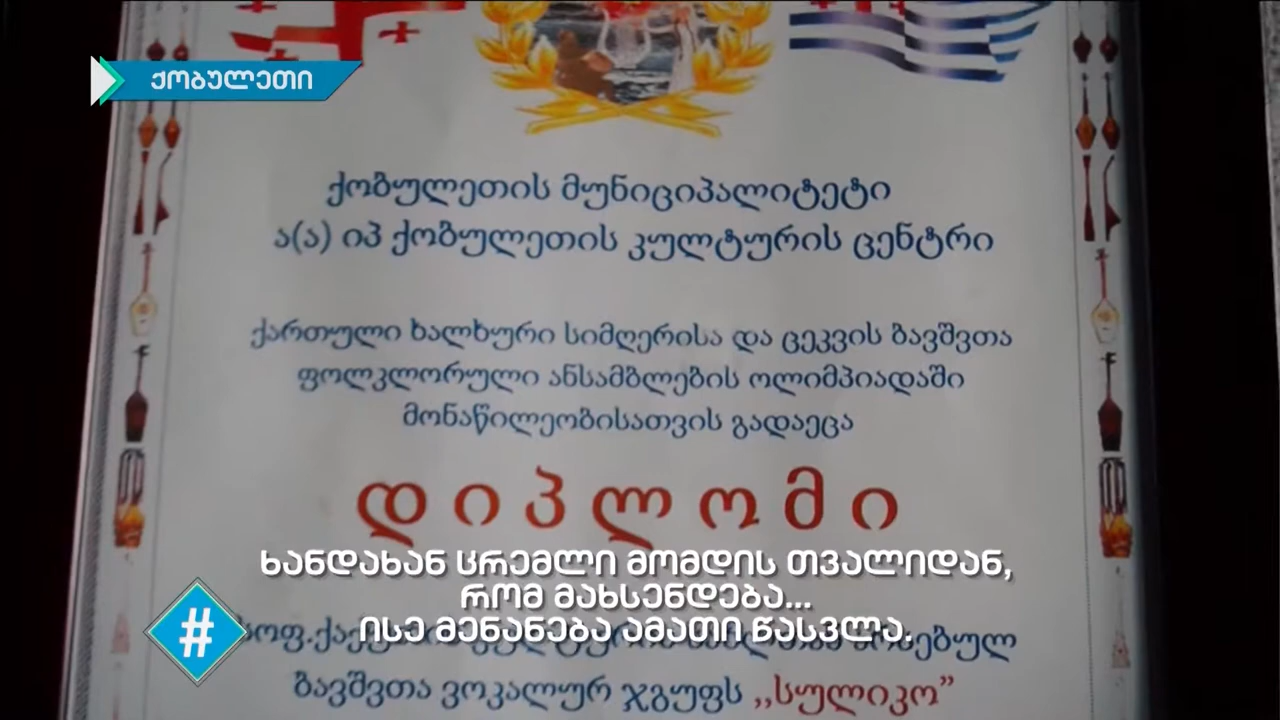 ქობულეთი
ქობულეთის მუნიციპალიტეტი
ა(ა) იპ ქობულეთის კულტურის ცენტრი
ქართული ხალხური სიმღერისა და ცეკვის ბავშვთა
ფოლკლორული ანსამბლების ოლიმპიადაში
მონაწილეობისათვის გადაეცა
დიპლომი
ხანდახან ცრემლი მომდის თვალიდან,
რომ მახსენდება...
ისე მენანება ამათი წასვლა.
#
ბავშვთა ვოკალურ ჯგუფს ,,სულიკო”